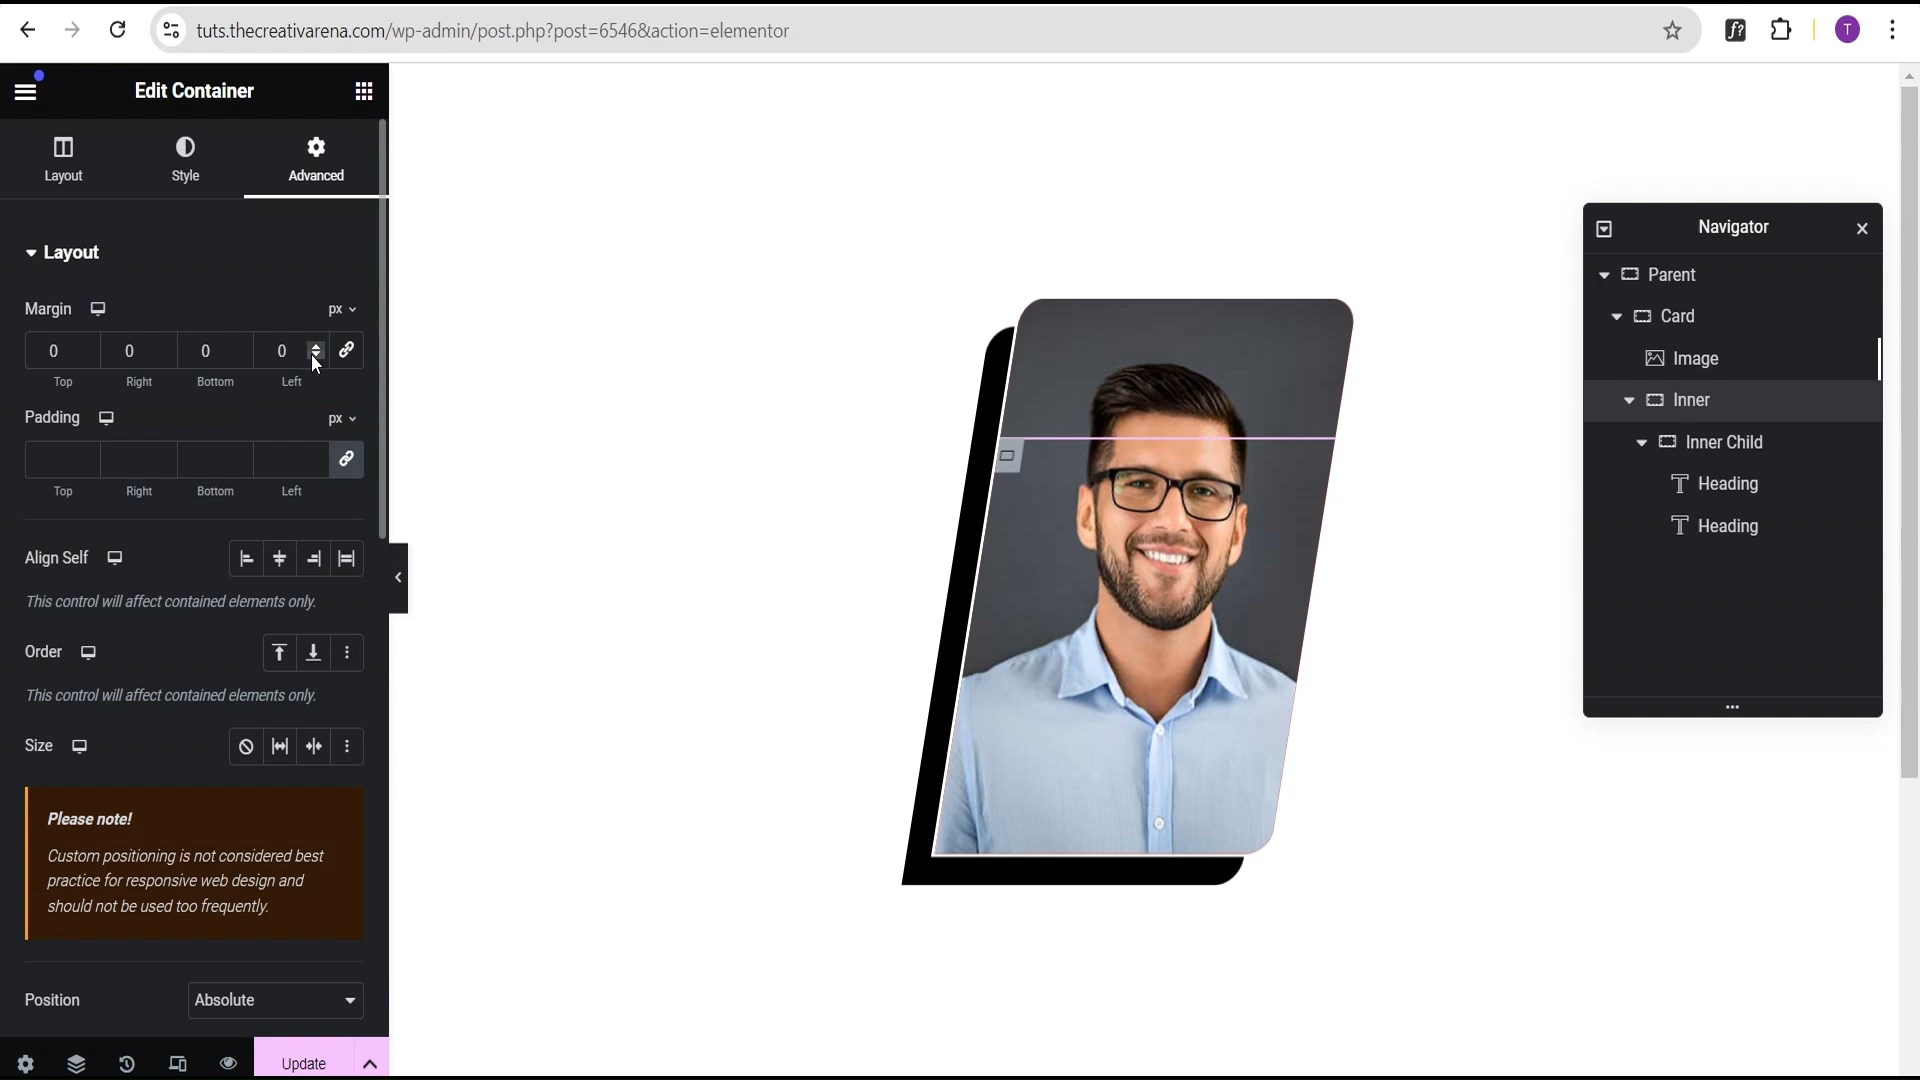 tuts.thecreativarena.com/wp-admin/post.php?post=6546&action=elementor
f?
T
Edit Container
Layout
Style
Advanced
Layout
Margin
px
0
0
0
0
Top
Right
Bottom
Left
Padding
px
Top
Right
Bottom
Left
Align Self
This control will affect contained elements only.
Order
This control will affect contained elements only.
Size
Please note!
Custom positioning is not considered best
practice for responsive web design and
should not be used too frequently.
Position
Absolute
Update
Navigator
Parent
Card
Image
Inner
Inner Child
Heading
Heading